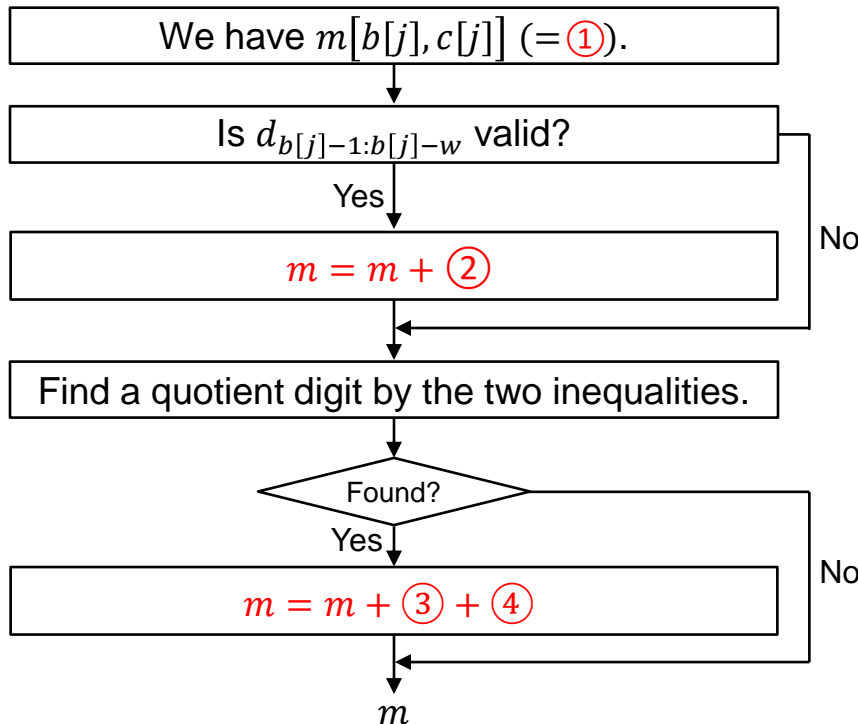 We have m[b[j], c[j]] (= ①).
Is d_{b[j]−1:b[j]−w} valid?
Yes
No
m = m + ②
Find a quotient digit by the two inequalities.
Found?
Yes
No
m = m + ③ + ④
m